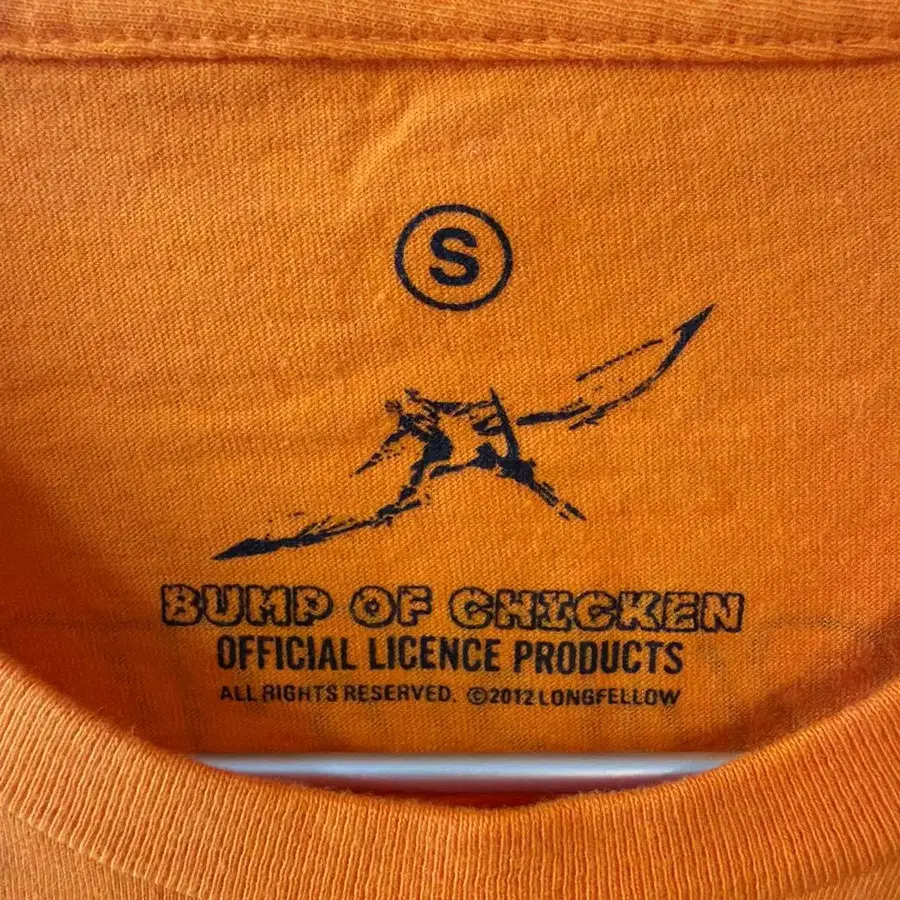 S
BUMP OF CHICKEN
OFFICIAL LICENCE PRODUCTS
ALL RIGHTS RESERVED. ©2012 LONGFELLOW